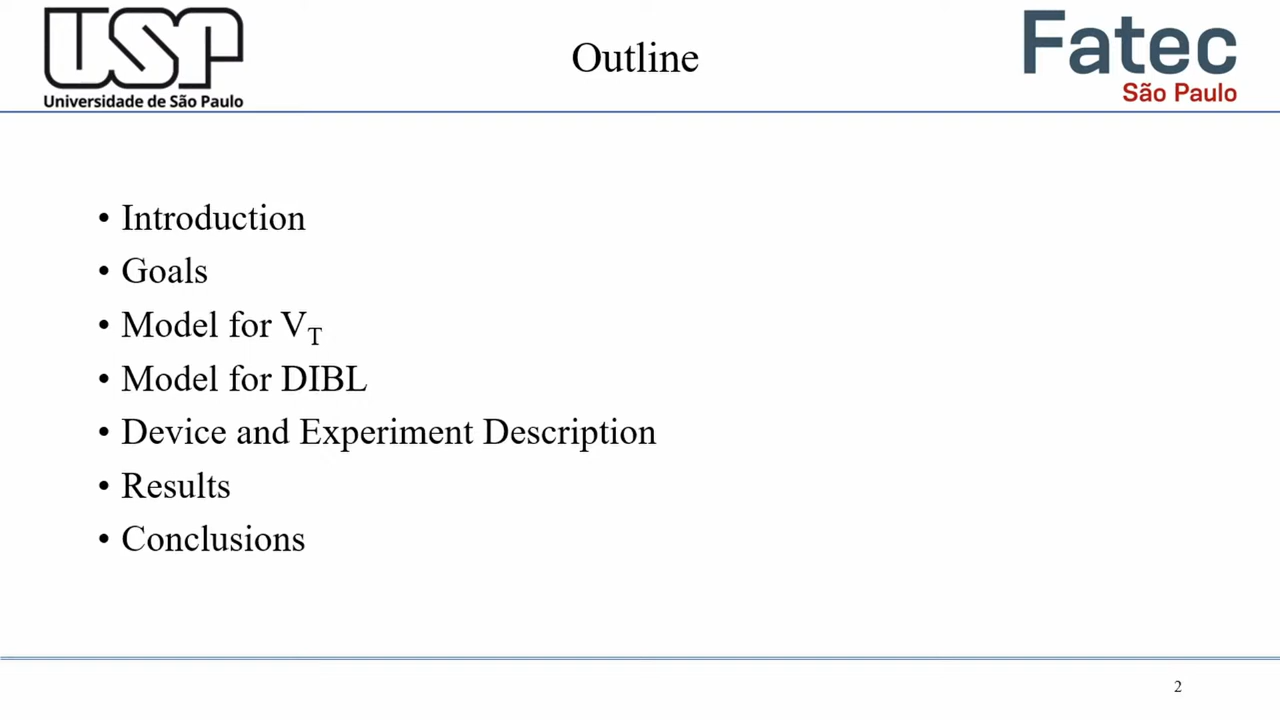 USP
Universidade de São Paulo
Outline
Fatec
São Paulo
• Introduction
• Goals
• Model for V_T
• Model for DIBL
• Device and Experiment Description
• Results
• Conclusions
2